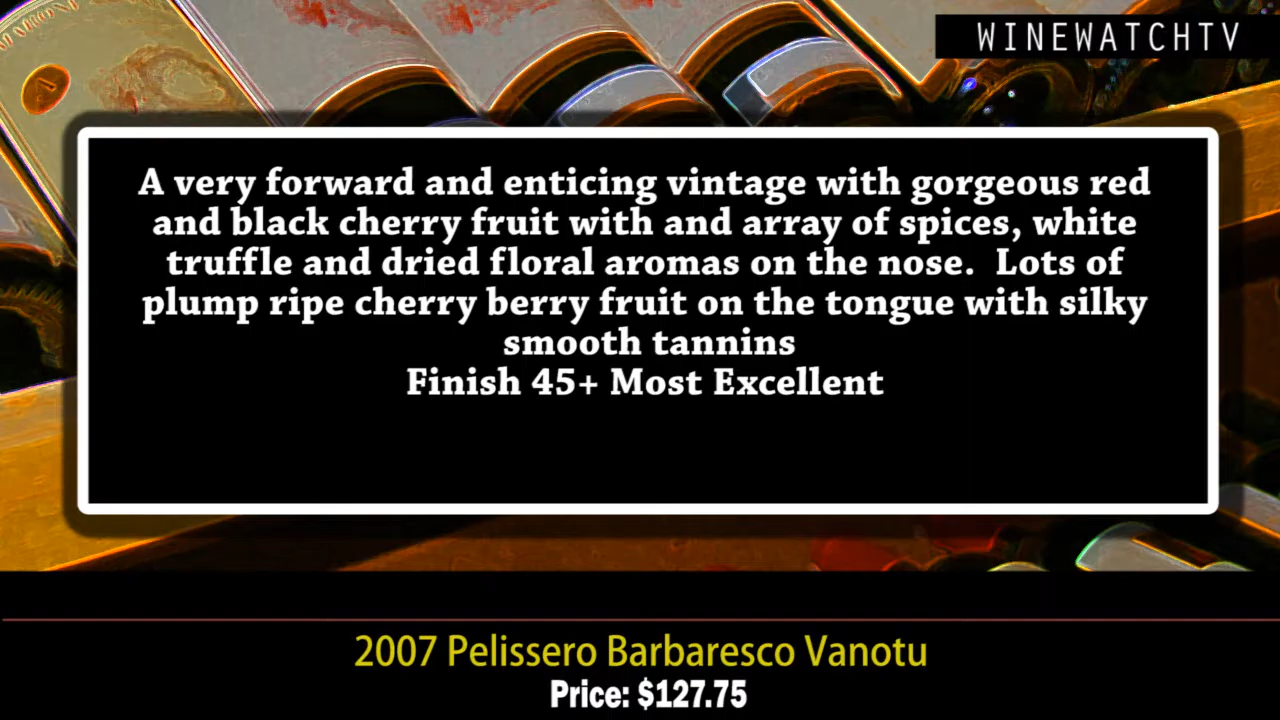 WINEWATCHTV
A very forward and enticing vintage with gorgeous red
and black cherry fruit with and array of spices, white
truffle and dried floral aromas on the nose.  Lots of
plump ripe cherry berry fruit on the tongue with silky
smooth tannins
Finish 45+ Most Excellent
2007 Pelissero Barbaresco Vanotu
Price: $127.75